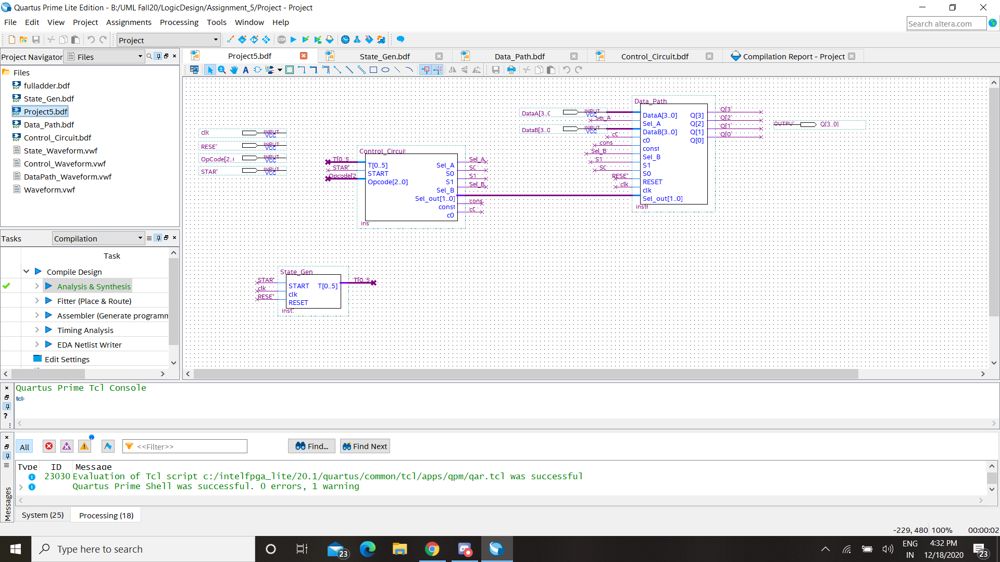 Quartus Prime Lite Edition - B:/UML Fall20/LogicDesign/Assignment_5/Project - Project
File Edit View Project Assignments Processing Tools Window Help
Search altera.com
Project
Project Navigator Files
Project5.bdf State_Gen.bdf Data_Path.bdf Control_Circuit.bdf Compilation Report - Project
Files
fulladder.bdf
State_Gen.bdf
Project5.bdf
Data_Path.bdf
Control_Circuit.bdf
State_Waveform.vwf
Control_Waveform.vwf
DataPath_Waveform.vwf
Waveform.vwf
Tasks Compilation
Task
Compile Design
Analysis & Synthesis
Fitter (Place & Route)
Assembler (Generate programm
Timing Analysis
EDA Netlist Writer
Edit Settings
clk INPUT VCC
RESE INPUT VCC
OpCode[2.. INPUT VCC
STAR INPUT VCC
Control_Circuit
T[0..5
STAR
Opcode[2
T[0..5]
START
Opcode[2..0]
Sel_A
S0
S1
Sel_B
Sel_out[1..0]
const
c0
Sel_A
S0
S1
Sel_B
cons
c0
ins
Data_Path
DataA[3..0 INPUT VCC
Sel_A
DataB[3..0 INPUT VCC
c0
cons
Sel_B
S1
S0
RESE
clk
DataA[3..0]
Sel_A
DataB[3..0]
c0
const
Sel_B
S1
S0
RESET
clk
Sel_out[1..0]
Q[3]
Q[2]
Q[1]
Q[0]
Q[3
Q[2
Q[1
Q[0
OUTPUT Q[3..0]
inst
State_Gen
STAR
clk
RESE
START T[0..5]
clk
RESET
T[0..5
inst
Quartus Prime Tcl Console
tcl>
All <<Filter>> Find... Find Next
Type ID Message
23030 Evaluation of Tcl script c:/intelfpga_lite/20.1/quartus/common/tcl/apps/qpm/qar.tcl was successful
Quartus Prime Shell was successful. 0 errors, 1 warning
Messages
System (25) Processing (18)
-229, 480 100% 00:00:02
Type here to search
23
ENG
IN
4:32 PM
12/18/2020
23